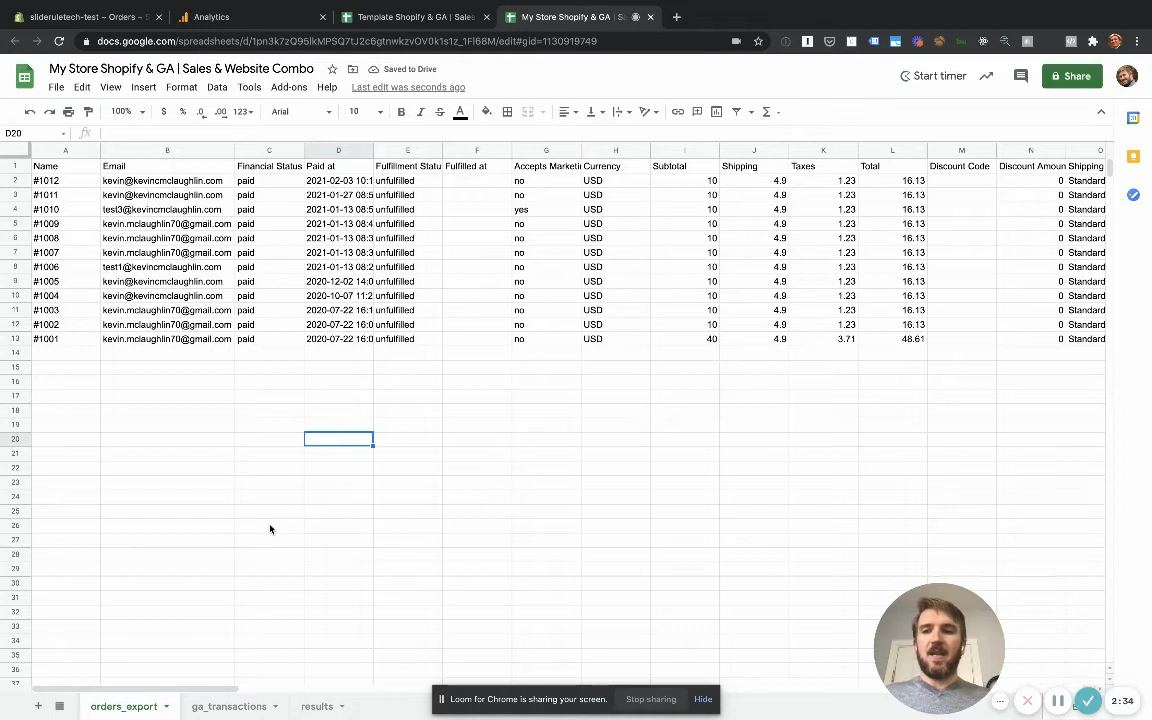 slideruletech-test ~ Orders ~ S
Analytics
Template Shopify & GA | Sales
My Store Shopify & GA | Sa
docs.google.com/spreadsheets/d/1pn3k7zQ95lkMPSQ7tJ2c6gtnwkzvOV0k1s1z_1Fl68M/edit#gid=1130919749
My Store Shopify & GA | Sales & Website Combo
Saved to Drive
Start timer
Share
File Edit View Insert Format Data Tools Add-ons Help Last edit was seconds ago
100% $ % .0 .00 123 Arial 10 B I S A
D20 fx
A B C D E F G H I J K L M N O
1 Name Email Financial Status Paid at Fulfillment Statu Fulfilled at Accepts Marketi Currency Subtotal Shipping Taxes Total Discount Code Discount Amoun Shipping
2 #1012 kevin@kevincmclaughlin.com paid 2021-02-03 10:1 unfulfilled no USD 10 4.9 1.23 16.13 0 Standard
3 #1011 kevin@kevincmclaughlin.com paid 2021-01-27 08:5 unfulfilled no USD 10 4.9 1.23 16.13 0 Standard
4 #1010 test3@kevincmclaughlin.com paid 2021-01-13 08:5 unfulfilled yes USD 10 4.9 1.23 16.13 0 Standard
5 #1009 kevin.mclaughlin70@gmail.com paid 2021-01-13 08:4 unfulfilled no USD 10 4.9 1.23 16.13 0 Standard
6 #1008 kevin.mclaughlin70@gmail.com paid 2021-01-13 08:3 unfulfilled no USD 10 4.9 1.23 16.13 0 Standard
7 #1007 kevin.mclaughlin70@gmail.com paid 2021-01-13 08:3 unfulfilled no USD 10 4.9 1.23 16.13 0 Standard
8 #1006 test1@kevincmclaughlin.com paid 2021-01-13 08:2 unfulfilled no USD 10 4.9 1.23 16.13 0 Standard
9 #1005 kevin@kevincmclaughlin.com paid 2020-12-02 14:0 unfulfilled no USD 10 4.9 1.23 16.13 0 Standard
10 #1004 kevin@kevincmclaughlin.com paid 2020-10-07 11:2 unfulfilled no USD 10 4.9 1.23 16.13 0 Standard
11 #1003 kevin.mclaughlin70@gmail.com paid 2020-07-22 16:1 unfulfilled no USD 10 4.9 1.23 16.13 0 Standard
12 #1002 kevin.mclaughlin70@gmail.com paid 2020-07-22 16:0 unfulfilled no USD 10 4.9 1.23 16.13 0 Standard
13 #1001 kevin.mclaughlin70@gmail.com paid 2020-07-22 16:0 unfulfilled no USD 40 4.9 3.71 48.61 0 Standard
14
15
16
17
18
19
20
21
22
23
24
25
26
27
28
29
30
31
32
33
34
35
36
37
orders_export ga_transactions results
Loom for Chrome is sharing your screen. Stop sharing Hide
2:34